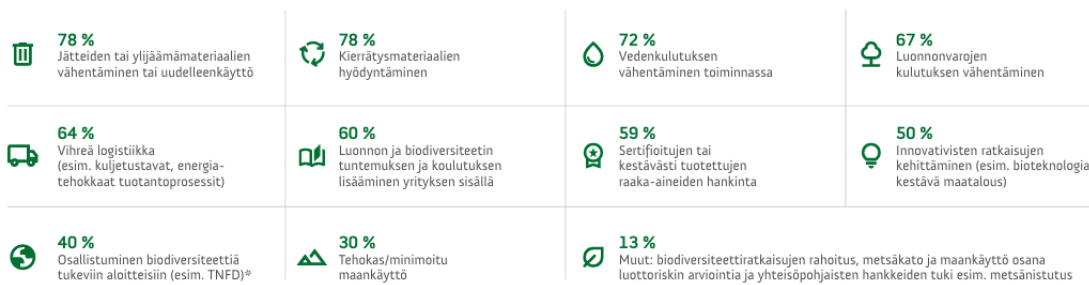 78 %
Jätteiden tai ylijäämämateriaalien
vähentäminen tai uudelleenkäyttö
78 %
Kierrätysmateriaalien
hyödyntäminen
72 %
Vedenkulutuksen
vähentäminen toiminnassa
67 %
Luonnonvarojen
kulutuksen vähentäminen
64 %
Vihreä logistiikka
(esim. kuljetustavat, energia-
tehokkaat tuotantoprosessit)
60 %
Luonnon ja biodiversiteetin
tuntemuksen ja koulutuksen
lisääminen yrityksen sisällä
59 %
Sertifioitujen tai
kestävästi tuotettujen
raaka-aineiden hankinta
50 %
Innovativisten ratkaisujen
kehittäminen (esim. bioteknologia
kestävä maatalous)
40 %
Osallistuminen biodiversiteettiä
tukeviin aloitteisiin (esim. TNFD)*
30 %
Tehokas/minimoitu
maankäyttö
13 %
Muut: biodiversiteettiratkaisujen rahoitus, metsäkato ja maankäyttö osana
luottoriskin arviointia ja yhteisöpohjaisten hankkeiden tuki esim. metsänistutus